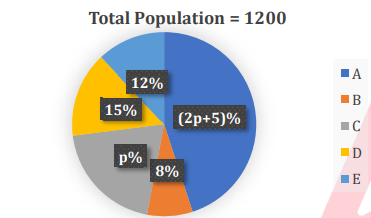 Total Population = 1200
12%
15%
(2p+5)%
p%
8%
A
B
C
D
E